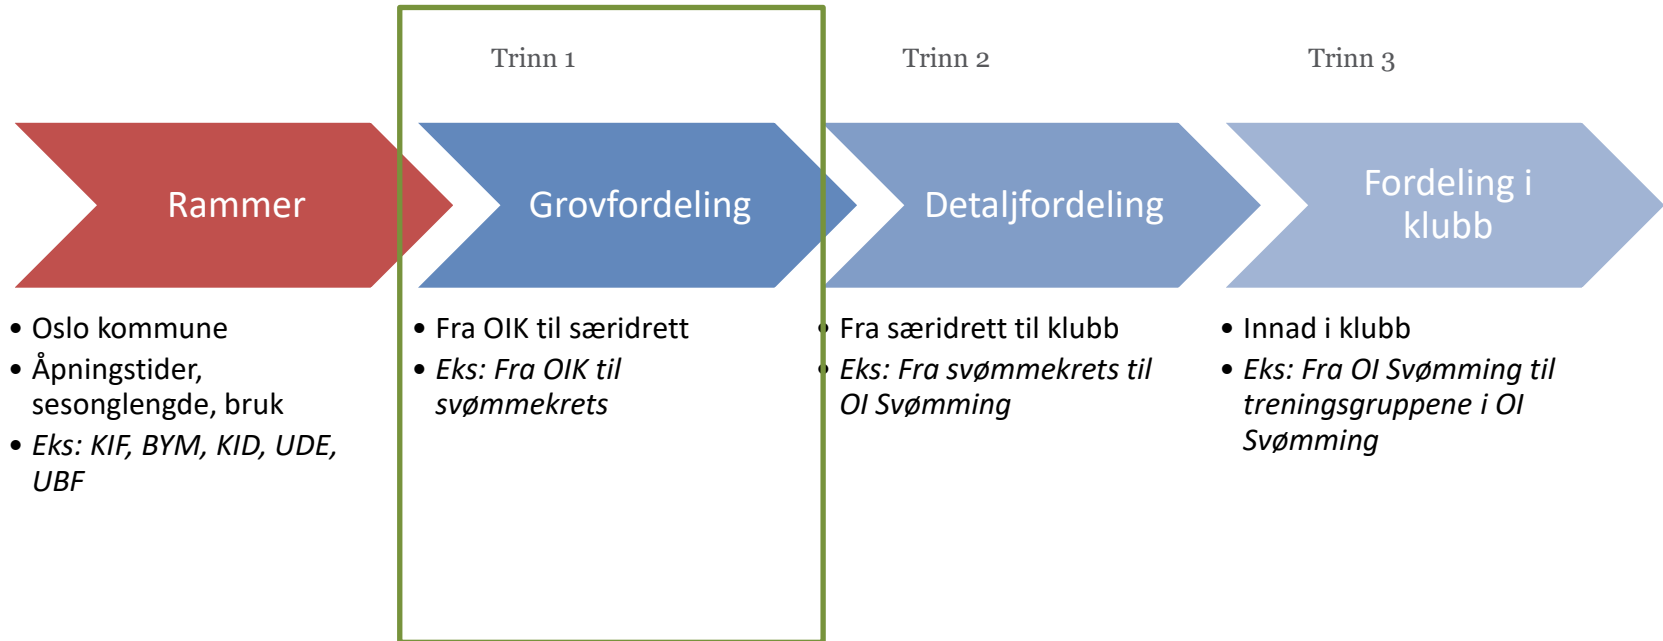 Trinn 1
Trinn 2
Trinn 3
Rammer
Grovfordeling
Detaljfordeling
Fordeling i
klubb
• Oslo kommune
• Åpningstider,
sesonglengde, bruk
• Eks: KIF, BYM, KID, UDE,
UBF
• Fra OIK til særidrett
• Eks: Fra OIK til
svømmekrets
• Fra særidrett til klubb
• Eks: Fra svømmekrets til
OI Svømming
• Innad i klubb
• Eks: Fra OI Svømming til
treningsgruppene i OI
Svømming